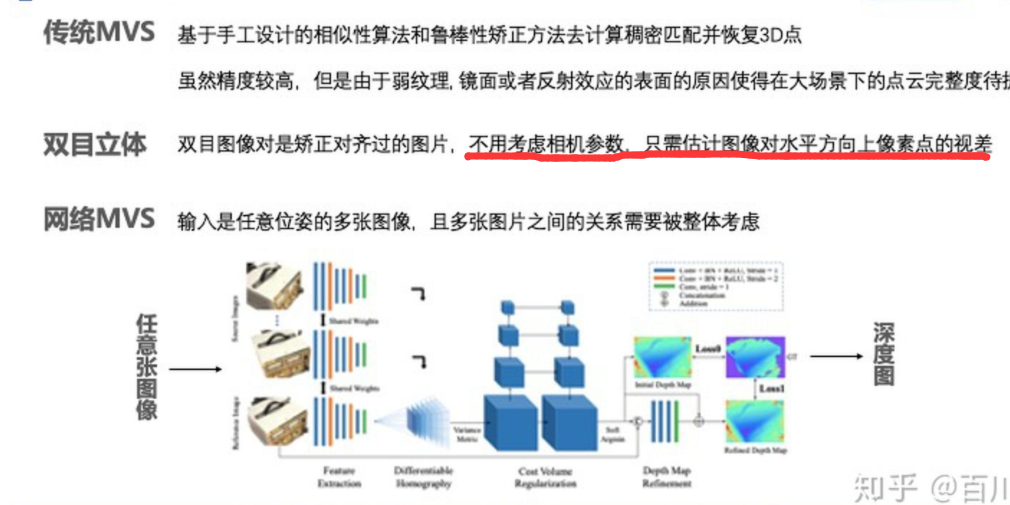 传统MVS 基于手工设计的相似性算法和鲁棒性矫正方法去计算稠密匹配并恢复3D点
虽然精度较高，但是由于弱纹理, 镜面或者反射效应的表面的原因使得在大场景下的点云完整度待
双目立体 双目图像对是矫正对齐过的图片，不用考虑相机参数，只需估计图像对水平方向上像素点的视差
网络MVS 输入是任意位姿的多张图像，且多张图片之间的关系需要被整体考虑
任意张图像
Source Images
Reference Image
Shared Weights
Shared Weights
Conv + BN + ReLU, Stride = 1
Conv + BN + ReLU, Stride = 2
Conv, stride = 1
Concatenation
Addition
Variance
Metric
Soft
Argmin
Initial Depth Map
Loss0
GT
Loss1
Refined Depth Map
深度图
Feature
Extraction
Differentiable
Homography
Cost Volume
Regularization
Depth Map
Refinement
知乎 @百川